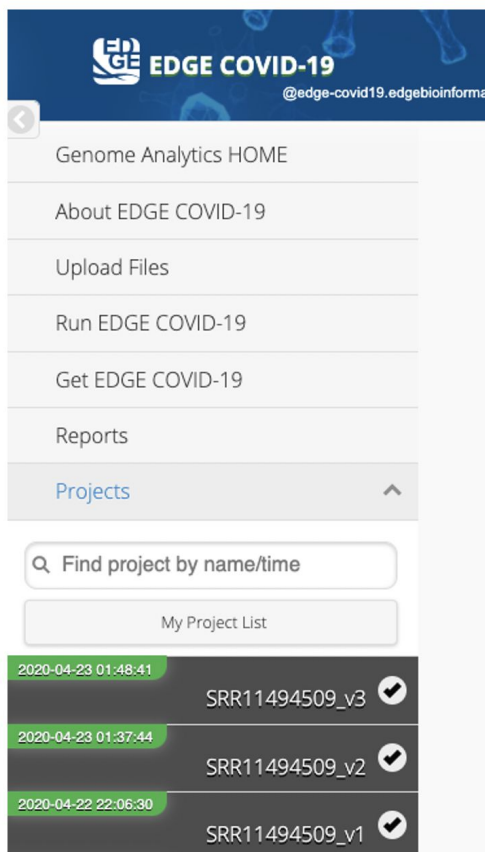 ED
GE
EDGE COVID-19
@edge-covid19.edgebioinforma
Genome Analytics HOME
About EDGE COVID-19
Upload Files
Run EDGE COVID-19
Get EDGE COVID-19
Reports
Projects
Find project by name/time
My Project List
2020-04-23 01:48:41
SRR11494509_v3
2020-04-23 01:37:44
SRR11494509_v2
2020-04-22 22:06:30
SRR11494509_v1